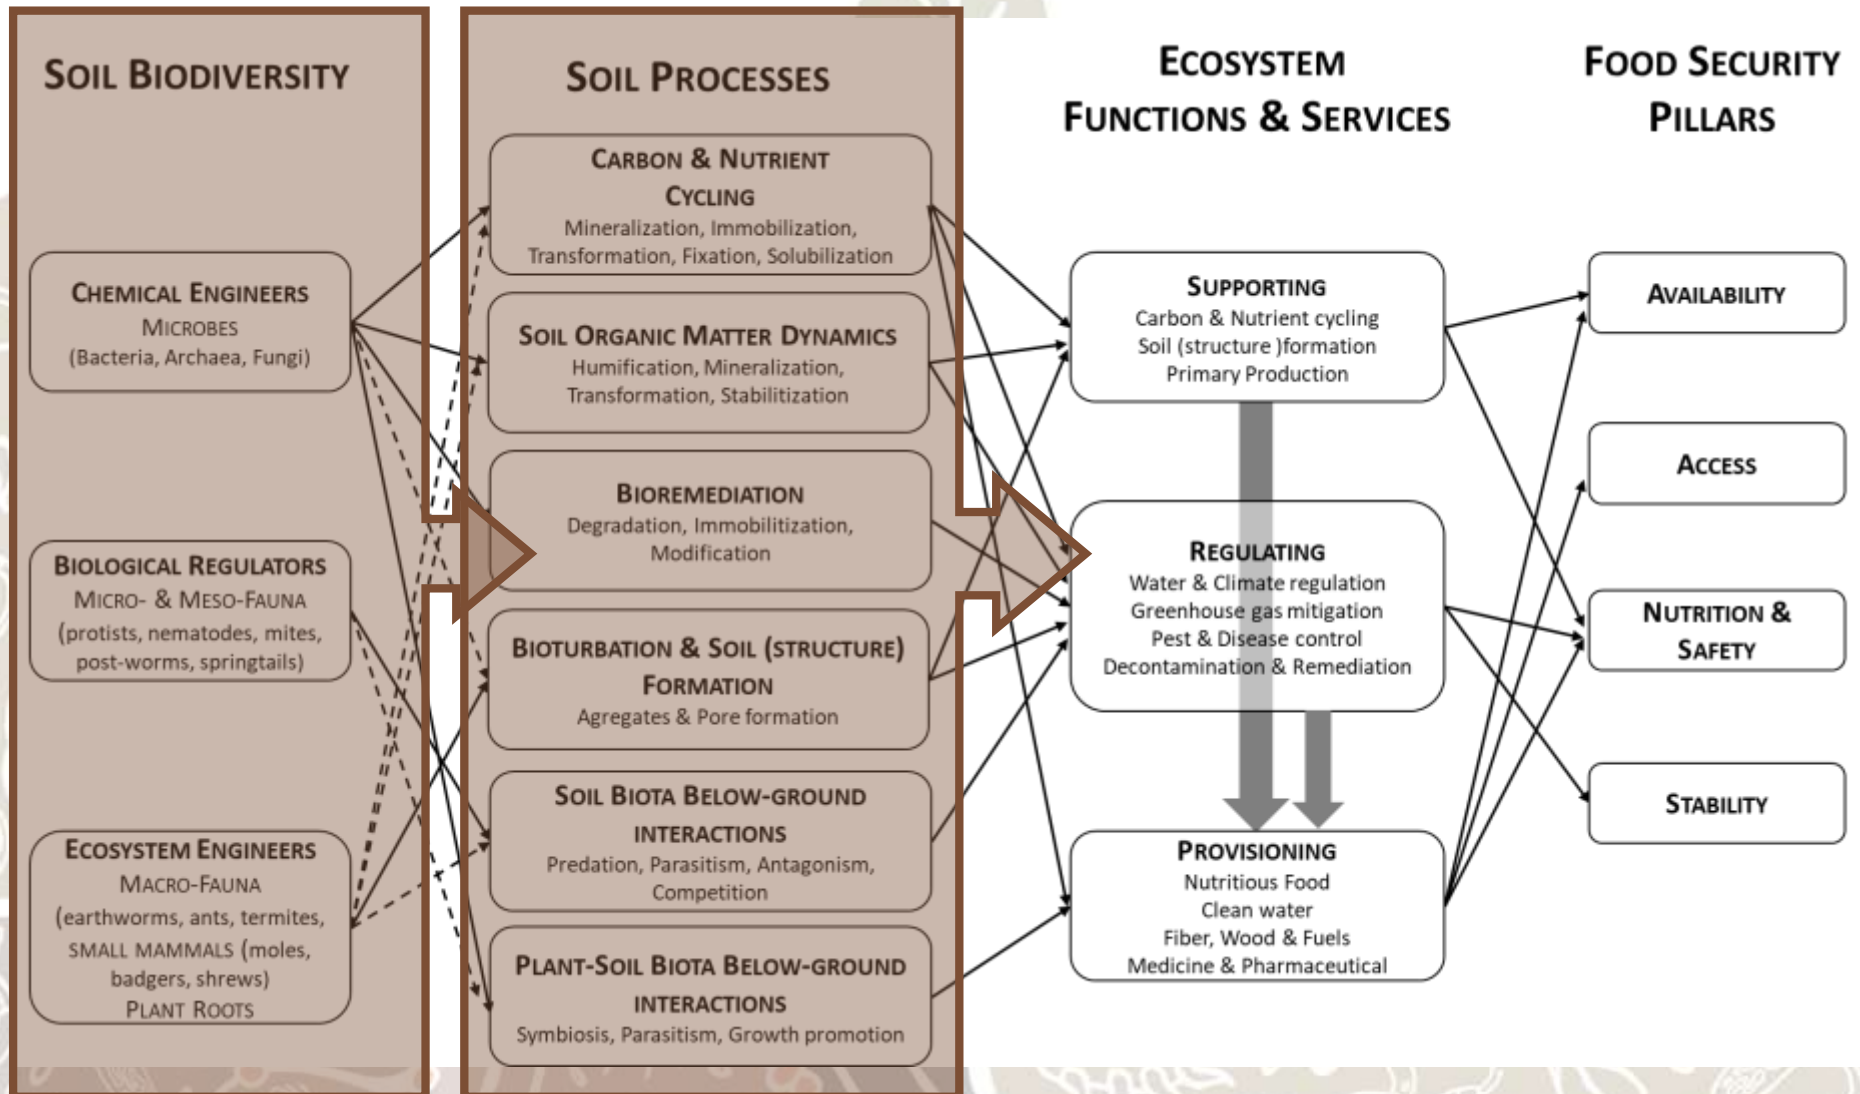 SOIL BIODIVERSITY
CHEMICAL ENGINEERS
MICROBES
(Bacteria, Archaea, Fungi)
BIOLOGICAL REGULATORS
MICRO- & MESO-FAUNA
(protists, nematodes, mites,
post-worms, springtails)
ECOSYSTEM ENGINEERS
MACRO-FAUNA
(earthworms, ants, termites,
SMALL MAMMALS (moles,
badgers, shrews)
PLANT ROOTS
SOIL PROCESSES
CARBON & NUTRIENT
CYCLING
Mineralization, Immobilization,
Transformation, Fixation, Solubilization
SOIL ORGANIC MATTER DYNAMICS
Humification, Mineralization,
Transformation, Stabilitization
BIOREMEDIATION
Degradation, Immobilitization,
Modification
BIOTURBATION & SOIL (STRUCTURE)
FORMATION
Agregates & Pore formation
SOIL BIOTA BELOW-GROUND
INTERACTIONS
Predation, Parasitism, Antagonism,
Competition
PLANT-SOIL BIOTA BELOW-GROUND
INTERACTIONS
Symbiosis, Parasitism, Growth promotion
ECOSYSTEM
FUNCTIONS & SERVICES
SUPPORTING
Carbon & Nutrient cycling
Soil (structure )formation
Primary Production
REGULATING
Water & Climate regulation
Greenhouse gas mitigation
Pest & Disease control
Decontamination & Remediation
PROVISIONING
Nutritious Food
Clean water
Fiber, Wood & Fuels
Medicine & Pharmaceutical
FOOD SECURITY
PILLARS
AVAILABILITY
ACCESS
NUTRITION &
SAFETY
STABILITY